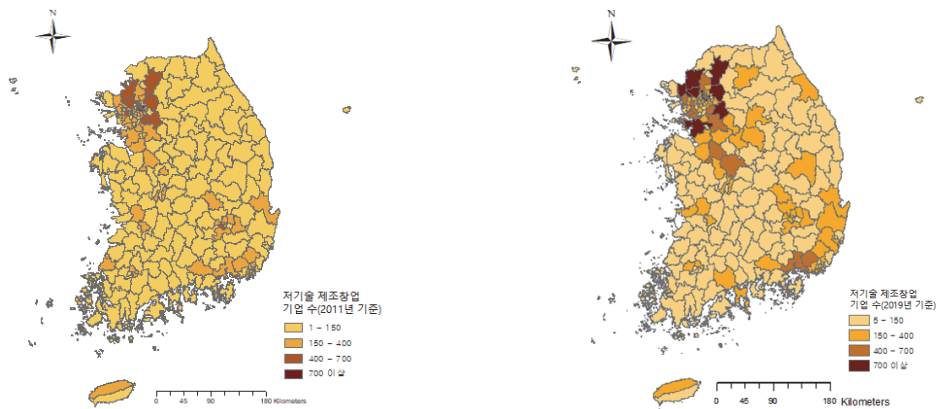 N
저기술 제조창업
기업 수(2011년 기준)
1 - 150
150 - 400
400 - 700
700 이상
0 45 90 180 Kilometers
N
저기술 제조창업
기업 수(2019년 기준)
5 - 150
150 - 400
400 - 700
700 이상
0 45 90 180 Kilometers